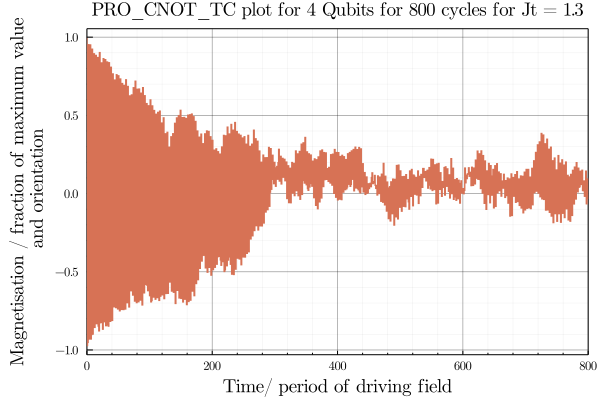 PRO_CNOT_TC plot for 4 Qubits for 800 cycles for Jt = 1.3
Magnetisation / fraction of maximum value
and orientation
1.0
0.5
0.0
−0.5
−1.0
0 200 400 600 800
Time/ period of driving field